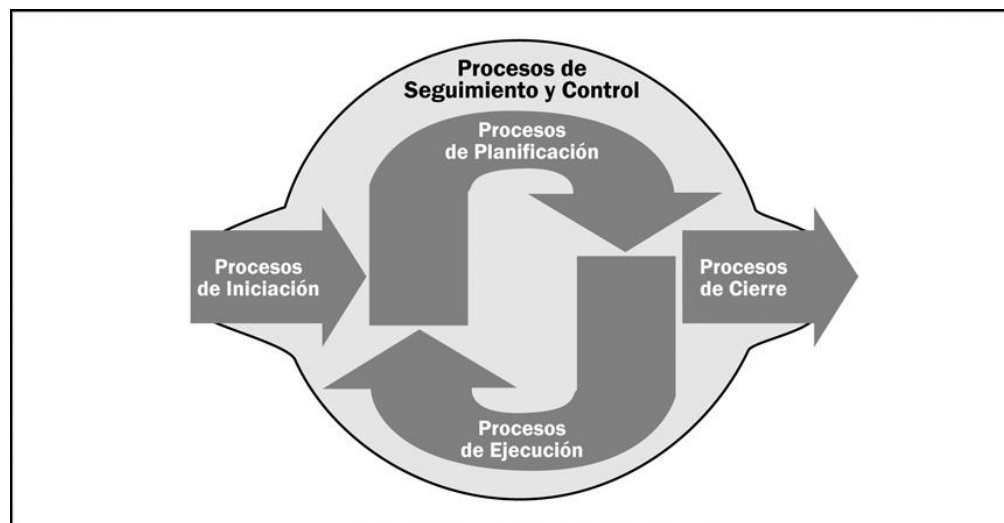 Procesos de
Seguimiento y Control
Procesos
de Planificación
Procesos
de Iniciación
Procesos
de Cierre
Procesos
de Ejecución